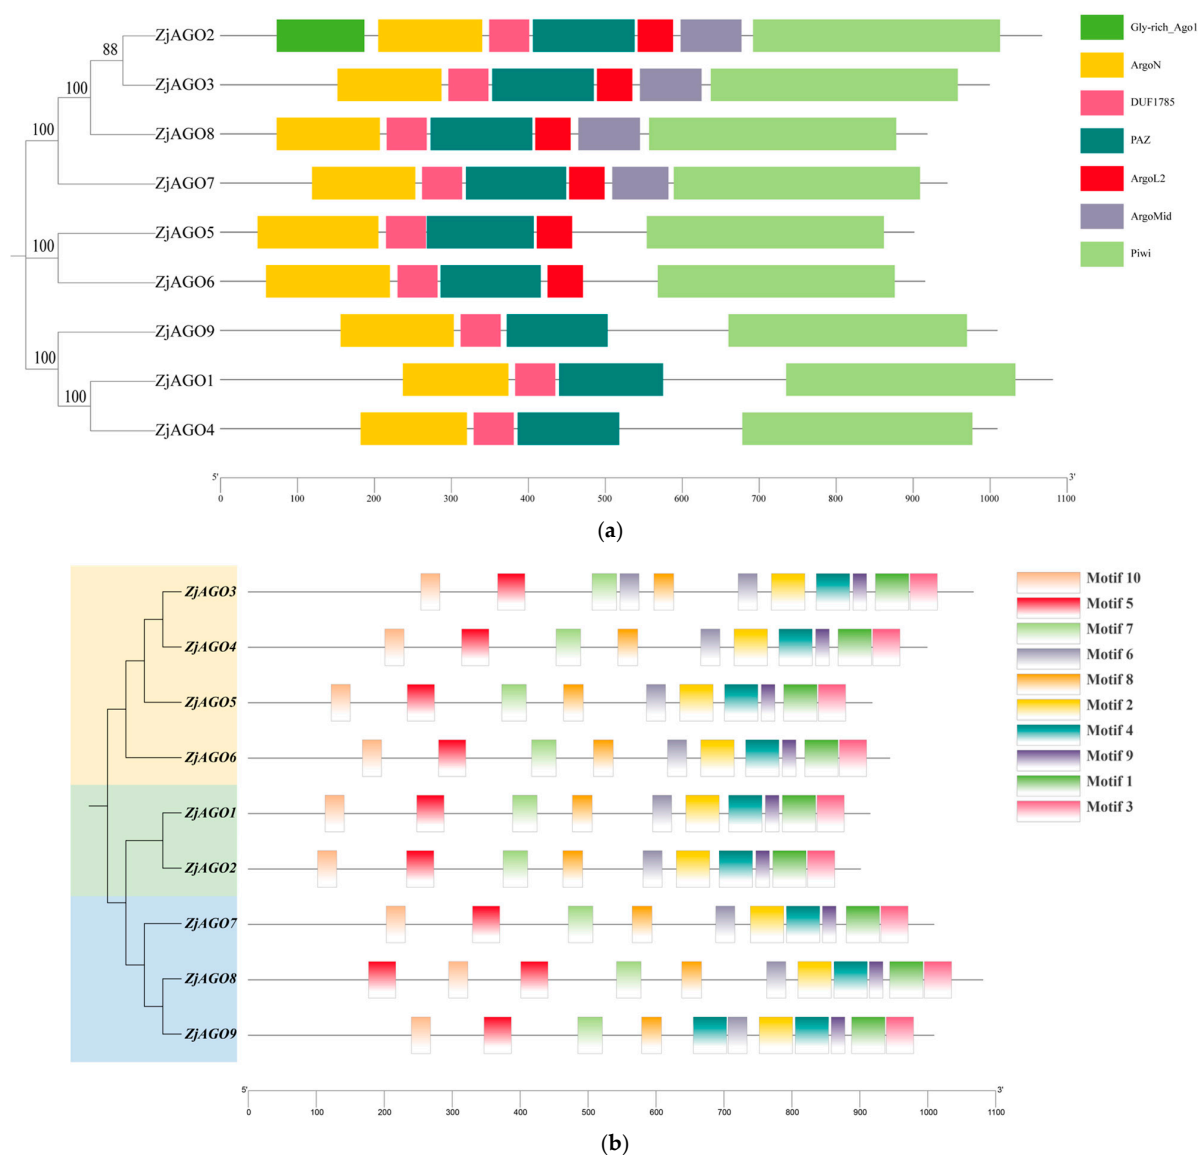 ZjAGO2
ZjAGO3
ZjAGO8
ZjAGO7
ZjAGO5
ZjAGO6
ZjAGO9
ZjAGO1
ZjAGO4
88
100
100
100
100
100
Gly-rich_Ago1
ArgoN
DUF1785
PAZ
ArgoL2
ArgoMid
Piwi
5' 3'
0 100 200 300 400 500 600 700 800 900 1000 1100
(a)
ZjAGO3
ZjAGO4
ZjAGO5
ZjAGO6
ZjAGO1
ZjAGO2
ZjAGO7
ZjAGO8
ZjAGO9
Motif 10
Motif 5
Motif 7
Motif 6
Motif 8
Motif 2
Motif 4
Motif 9
Motif 1
Motif 3
5' 3'
0 100 200 300 400 500 600 700 800 900 1000 1100
(b)